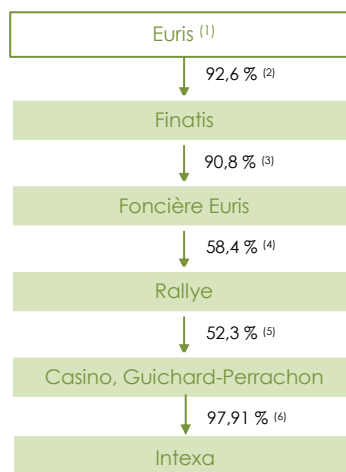 Euris (1)
92,6 % (2)
Finatis
90,8 % (3)
Foncière Euris
58,4 % (4)
Rallye
52,3 % (5)
Casino, Guichard-Perrachon
97,91 % (6)
Intexa